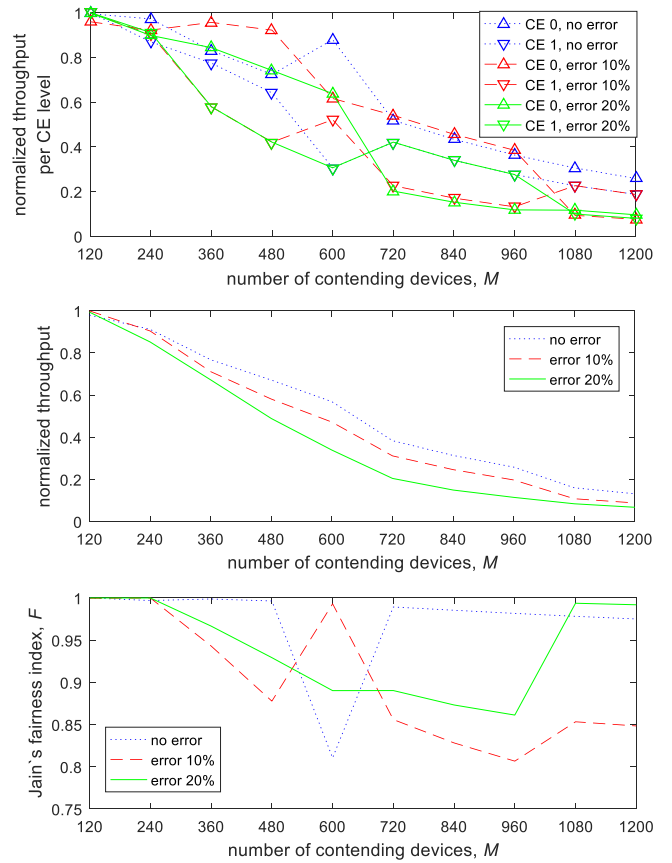 normalized throughput
per CE level
1
0.8
0.6
0.4
0.2
0
CE 0, no error
CE 1, no error
CE 0, error 10%
CE 1, error 10%
CE 0, error 20%
CE 1, error 20%
120 240 360 480 600 720 840 960 1080 1200
number of contending devices, M
normalized throughput
1
0.8
0.6
0.4
0.2
0
no error
error 10%
error 20%
120 240 360 480 600 720 840 960 1080 1200
number of contending devices, M
Jain`s fairness index, F
1
0.95
0.9
0.85
0.8
0.75
no error
error 10%
error 20%
120 240 360 480 600 720 840 960 1080 1200
number of contending devices, M